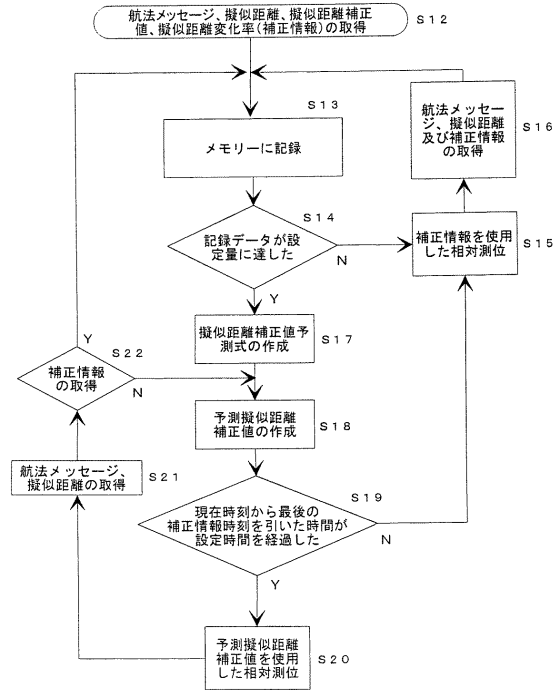 航法メッセージ、擬似距離、擬似距離補正
値、擬似距離変化率(補正情報)の取得
S12
S13
メモリーに記録
S14
記録データが設
定量に達した
N
Y
補正情報を使用
した相対測位
S15
航法メッセー
ジ、擬似距離
及び補正情報
の取得
S16
擬似距離補正値予
測式の作成
S17
予測擬似距離
補正値の作成
S18
S19
現在時刻から最後の
補正情報時刻を引いた時間が
設定時間を経過した
N
Y
予測擬似距離
補正値を使用
した相対測位
S20
航法メッセージ、
擬似距離の取得
S21
Y
S22
補正情報
の取得
N